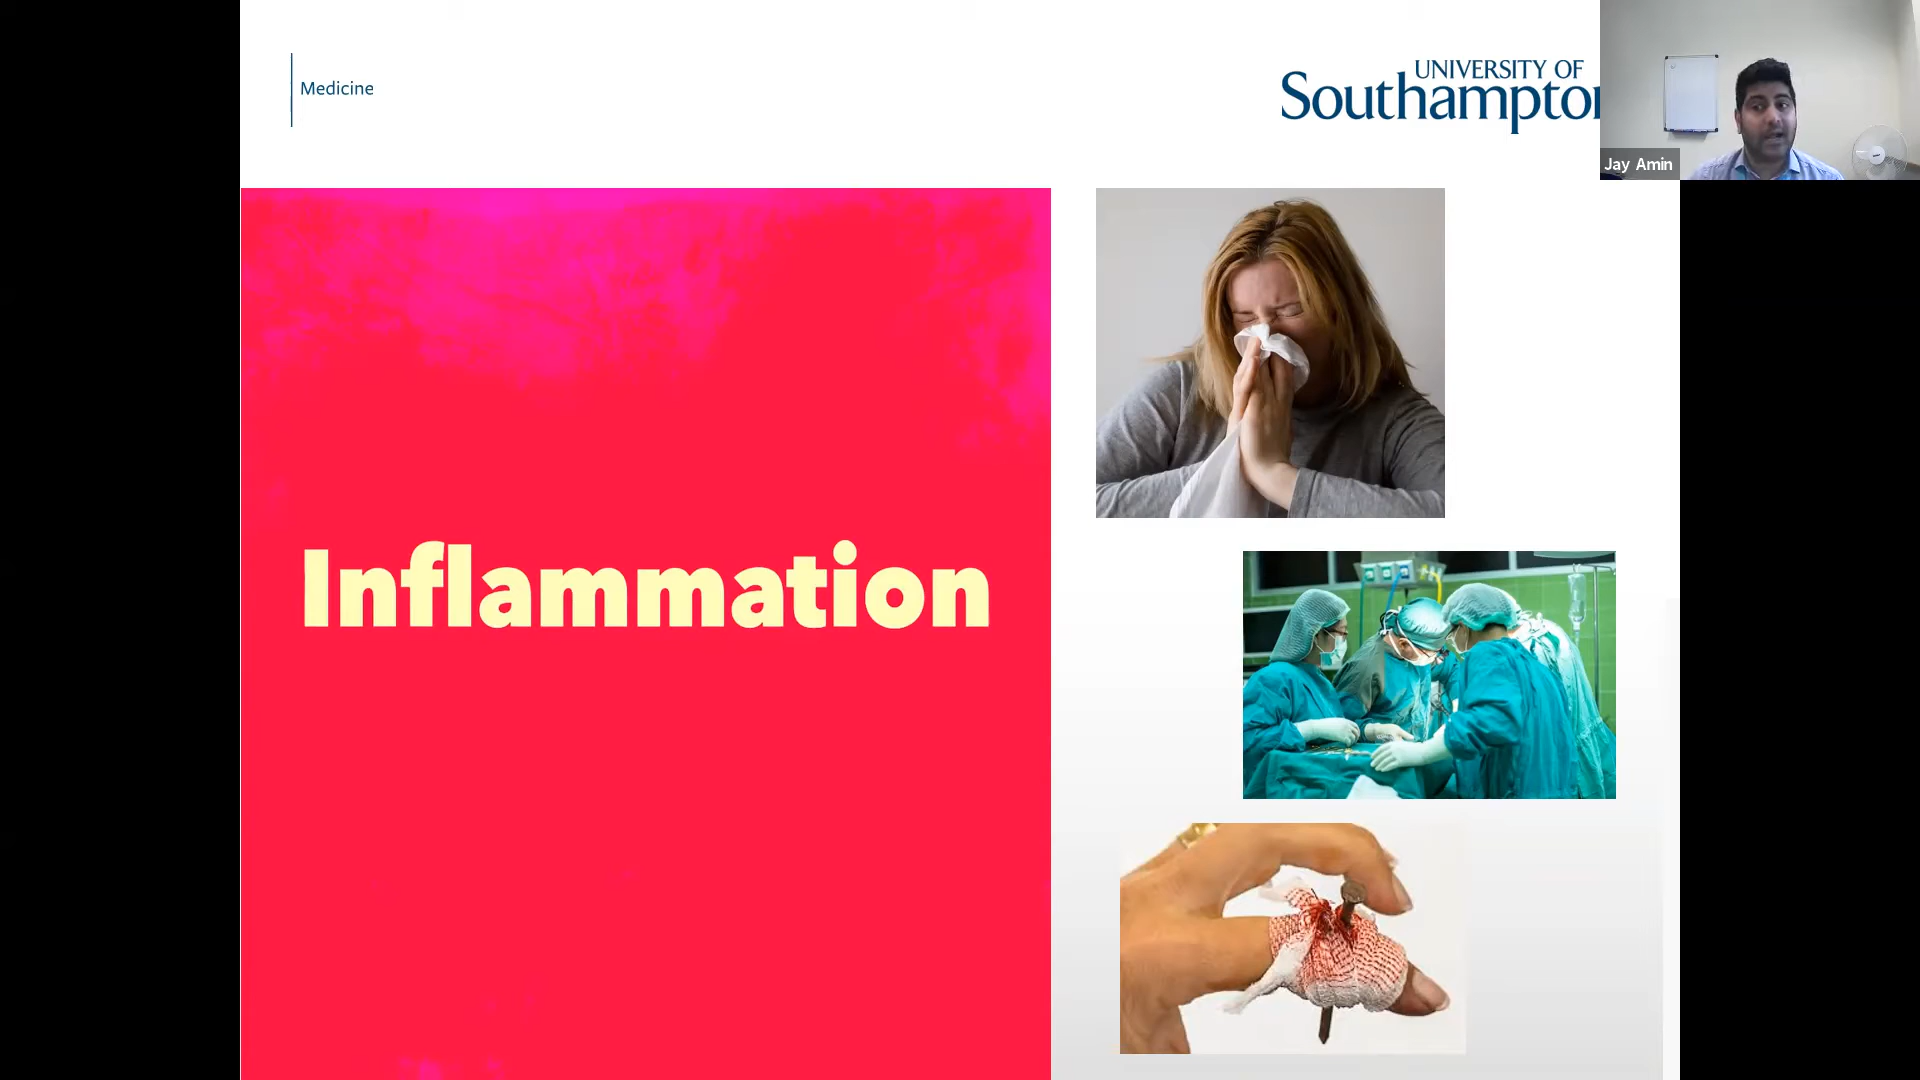 Medicine
UNIVERSITY OF
Southampton
Jay Amin
Inflammation